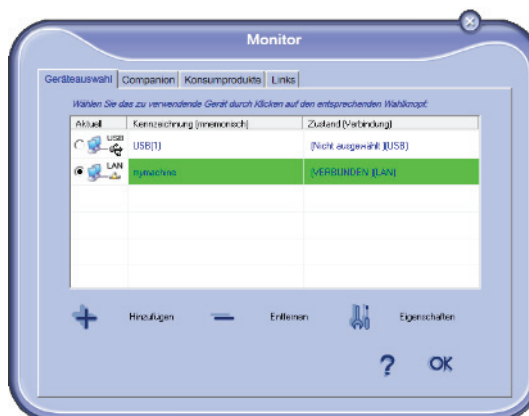 Monitor
Geräteauswahl Companion Konsumprodukte Links
Wählen Sie das zu verwendende Gerät durch Klicken auf den entsprechenden Wahlknopf:
Aktuell Kennzeichnung (mnemonisch) Zustand (Verbindung)
USB USB(1) (Nicht ausgewählt )(USB)
LAN mymachine (VERBUNDEN )(LAN)
Hinzufügen Entfernen Eigenschaften
? OK